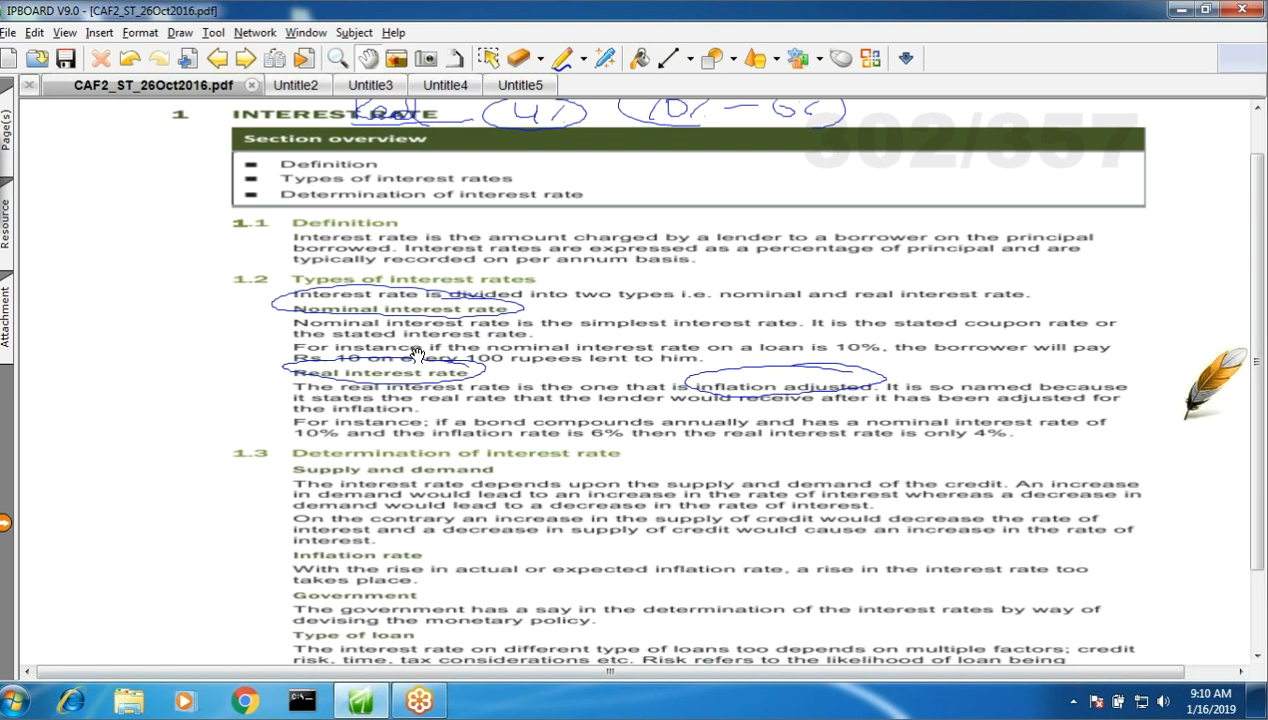 IPBOARD V9.0 - [CAF2_ST_26Oct2016.pdf]
File Edit View Insert Format Draw Tool Network Window Subject Help
CAF2_ST_26Oct2016.pdf Untitle2 Untitle3 Untitle4 Untitle5
Real 4% 10% - 6%
1 INTEREST RATE
302/357
Section overview
Definition
Types of interest rates
Determination of interest rate
1.1 Definition
Interest rate is the amount charged by a lender to a borrower on the principal
borrowed. Interest rates are expressed as a percentage of principal and are
typically recorded on per annum basis.
1.2 Types of interest rates
Interest rate is divided into two types i.e. nominal and real interest rate.
Nominal interest rate
Nominal interest rate is the simplest interest rate. It is the stated coupon rate or
the stated interest rate.
For instance if the nominal interest rate on a loan is 10%, the borrower will pay
Rs. 10 on every 100 rupees lent to him.
Real interest rate
The real interest rate is the one that is inflation adjusted. It is so named because
it states the real rate that the lender would receive after it has been adjusted for
the inflation.
For instance; if a bond compounds annually and has a nominal interest rate of
10% and the inflation rate is 6% then the real interest rate is only 4%.
1.3 Determination of interest rate
Supply and demand
The interest rate depends upon the supply and demand of the credit. An increase
in demand would lead to an increase in the rate of interest whereas a decrease in
demand would lead to a decrease in the rate of interest.
On the contrary an increase in the supply of credit would decrease the rate of
interest and a decrease in supply of credit would cause an increase in the rate of
interest.
Inflation rate
With the rise in actual or expected inflation rate, a rise in the interest rate too
takes place.
Government
The government has a say in the determination of the interest rates by way of
devising the monetary policy.
Type of loan
The interest rate on different type of loans too depends on multiple factors; credit
risk, time, tax considerations etc. Risk refers to the likelihood of loan being
Page(s)
Resource
Attachment
9:10 AM
1/16/2019